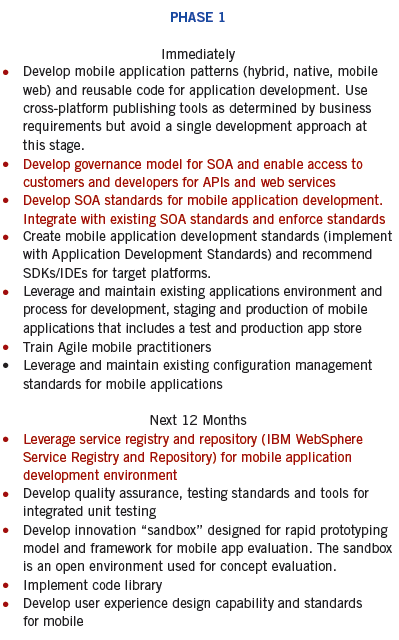 PHASE 1
Immediately
• Develop mobile application patterns (hybrid, native, mobile
web) and reusable code for application development. Use
cross-platform publishing tools as determined by business
requirements but avoid a single development approach at
this stage.
• Develop governance model for SOA and enable access to
customers and developers for APIs and web services
• Develop SOA standards for mobile application development.
Integrate with existing SOA standards and enforce standards
• Create mobile application development standards (implement
with Application Development Standards) and recommend
SDKs/IDEs for target platforms.
• Leverage and maintain existing applications environment and
process for development, staging and production of mobile
applications that includes a test and production app store
• Train Agile mobile practitioners
• Leverage and maintain existing configuration management
standards for mobile applications
Next 12 Months
• Leverage service registry and repository (IBM WebSphere
Service Registry and Repository) for mobile application
development environment
• Develop quality assurance, testing standards and tools for
integrated unit testing
• Develop innovation “sandbox” designed for rapid prototyping
model and framework for mobile app evaluation. The sandbox
is an open environment used for concept evaluation.
• Implement code library
• Develop user experience design capability and standards
for mobile